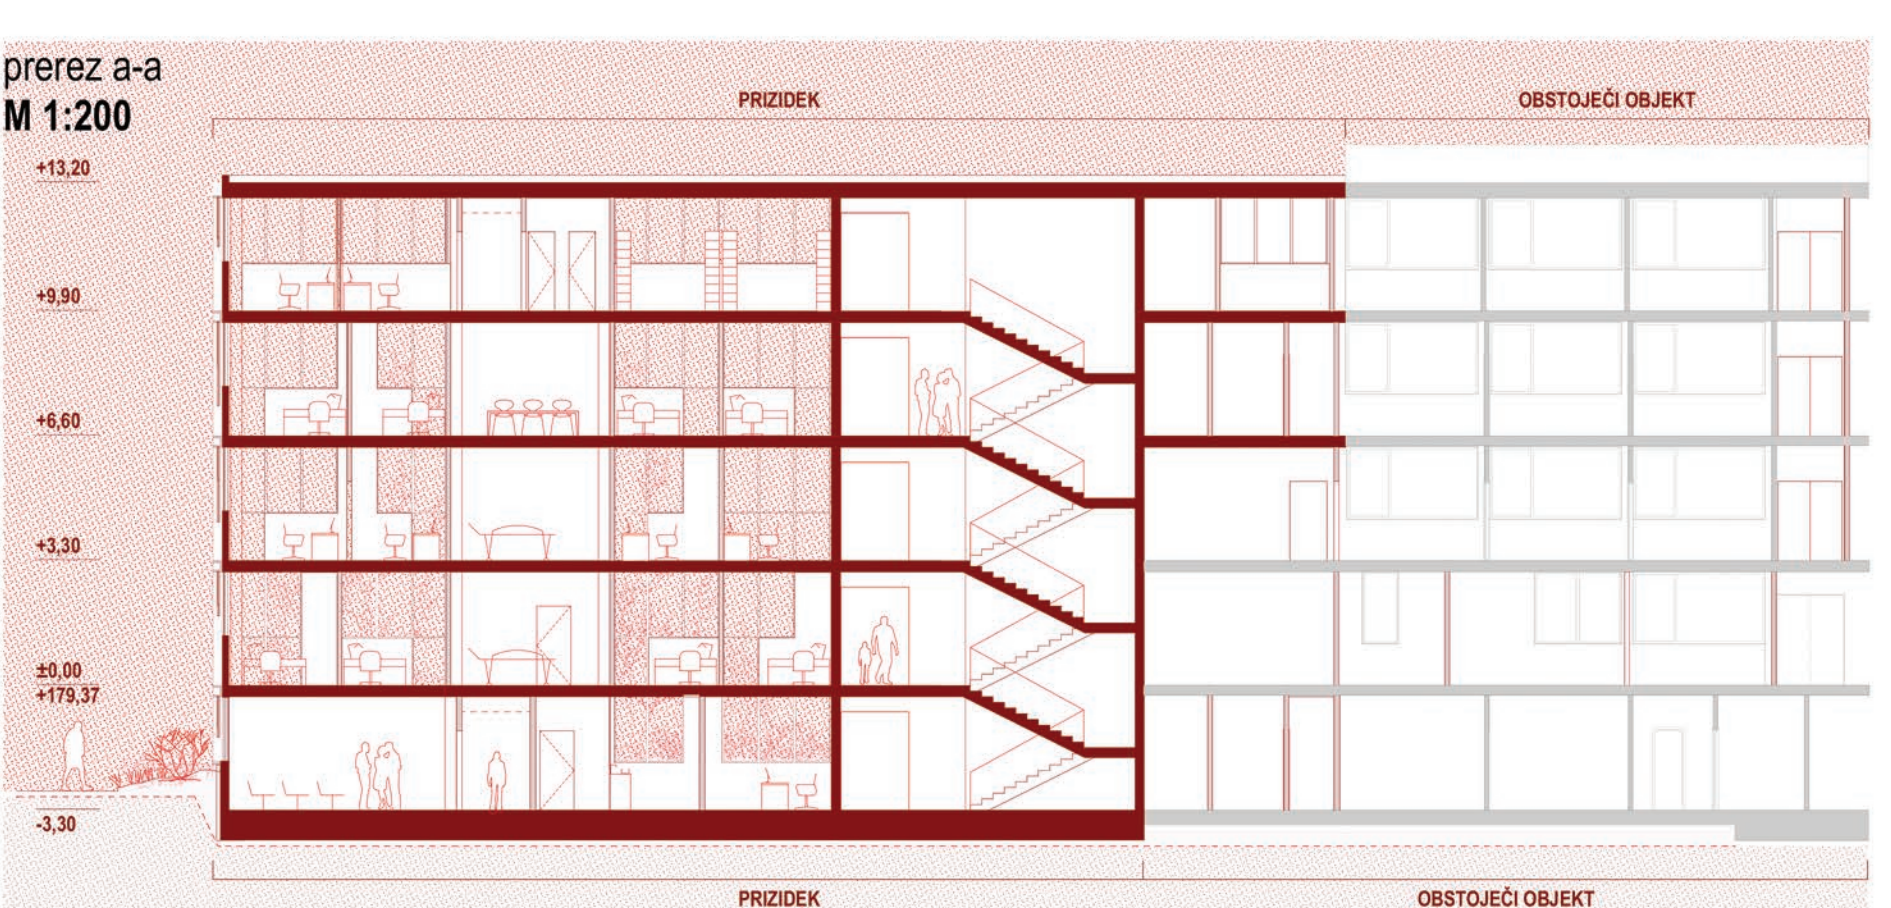 prerez a-a
M 1:200
PRIZIDEK
OBSTOJEČI OBJEKT
+13,20
+9,90
+6,60
+3,30
±0,00
+179,37
-3,30
PRIZIDEK
OBSTOJEČI OBJEKT